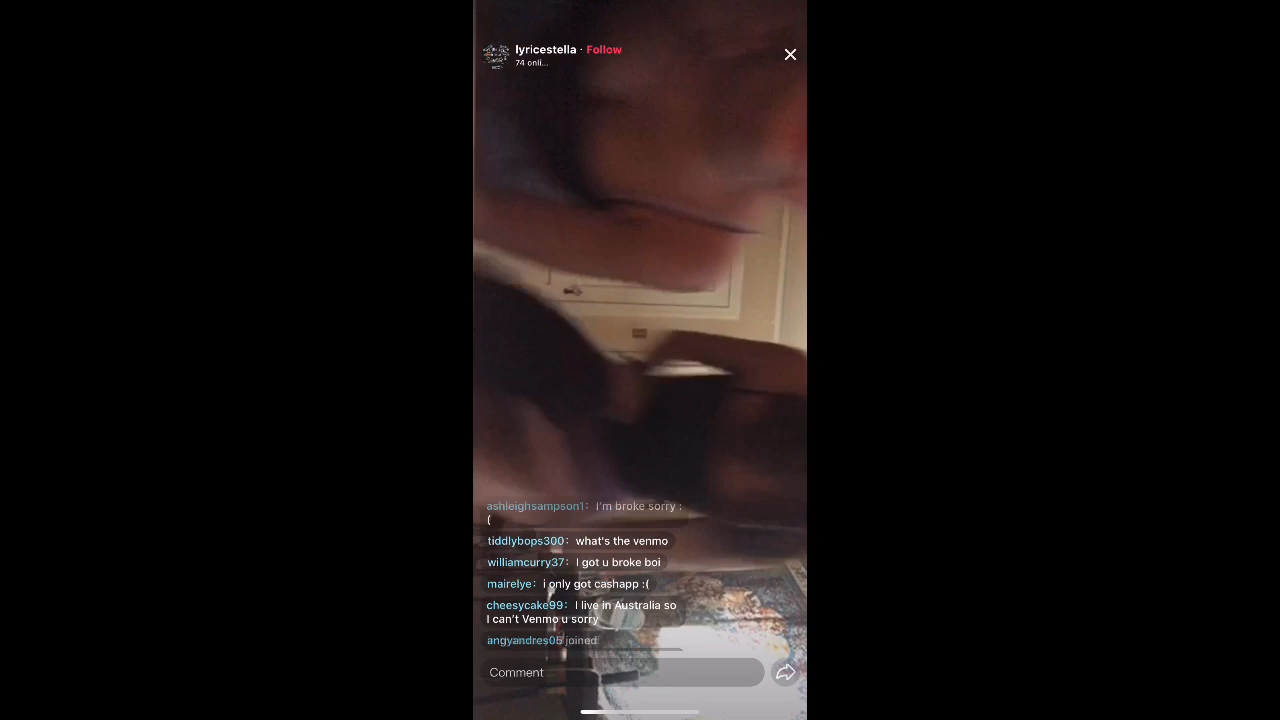 lyricestella · Follow
74 onli...
ashleighsampson1: I'm broke sorry :
(
tiddlybops300: what's the venmo
williamcurry37: I got u broke boi
mairelye: i only got cashapp :(
cheesycake99: I live in Australia so
I can't Venmo u sorry
angyandres05 joined
Comment